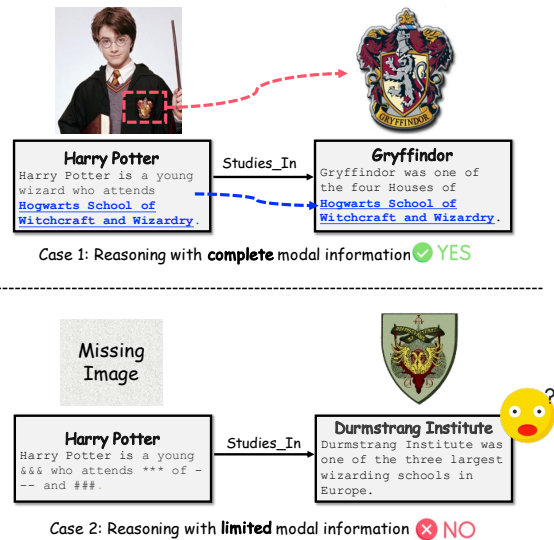 GRYFFINDOR
Harry Potter
Harry Potter is a young
wizard who attends
Hogwarts School of
Witchcraft and Wizardry.
Studies_In
Gryffindor
Gryffindor was one of
the four Houses of
Hogwarts School of
Witchcraft and Wizardry.
Case 1: Reasoning with complete modal information YES
Missing
Image
Harry Potter
Harry Potter is a young
&&& who attends *** of -
-- and ###.
Studies_In
?
Durmstrang Institute
Durmstrang Institute was
one of the three largest
wizarding schools in
Europe.
Case 2: Reasoning with limited modal information NO